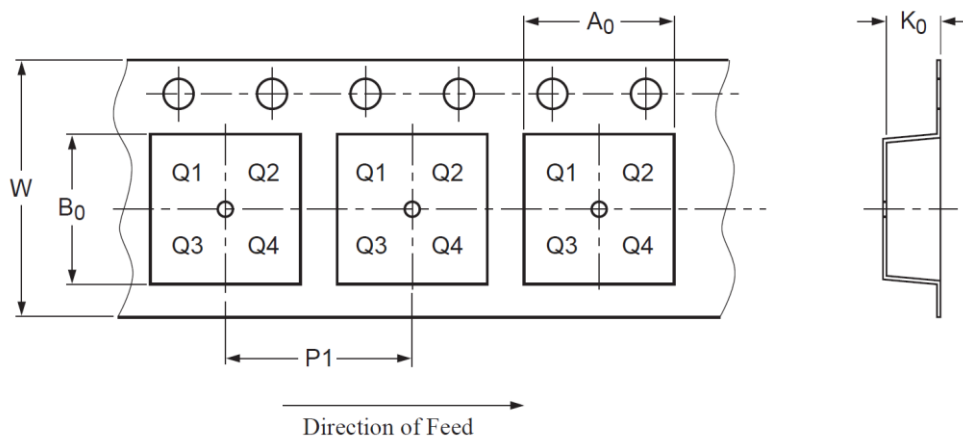 A0
K0
W
B0
Q1 Q2
Q3 Q4
Q1 Q2
Q3 Q4
Q1 Q2
Q3 Q4
P1
Direction of Feed